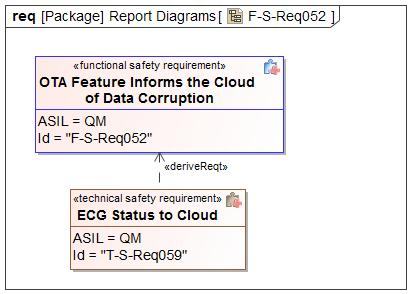 req [Package] Report Diagrams [ F-S-Req052 ]
«functional safety requirement»
OTA Feature Informs the Cloud
of Data Corruption
ASIL = QM
Id = "F-S-Req052"
«deriveReqt»
«technical safety requirement»
ECG Status to Cloud
ASIL = QM
Id = "T-S-Req059"